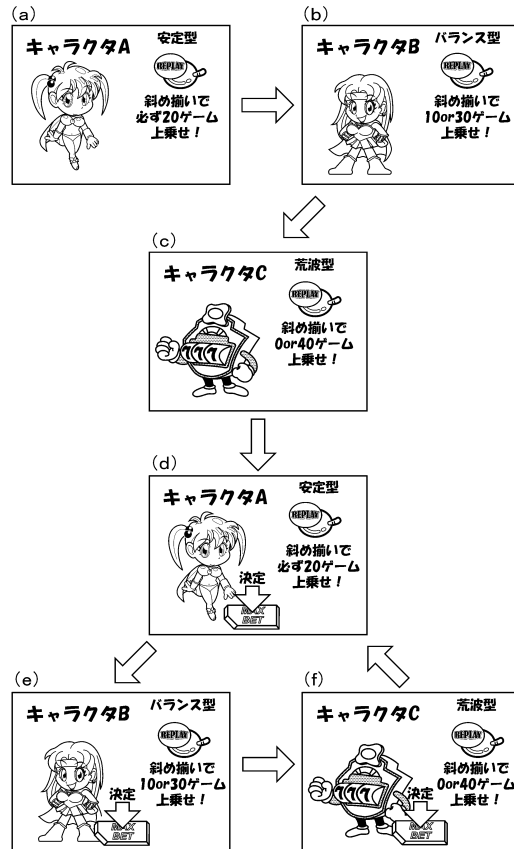 (a)
キャラクタA
安定型
REPLAY
斜め揃いで
必ず20ゲーム
上乗せ！
(b)
キャラクタB
バランス型
REPLAY
斜め揃いで
10or30ゲーム
上乗せ！
(c)
キャラクタC
荒波型
REPLAY
777
斜め揃いで
0or40ゲーム
上乗せ！
(d)
キャラクタA
安定型
REPLAY
斜め揃いで
必ず20ゲーム
上乗せ！
決定
MAX
BET
(e)
キャラクタB
バランス型
REPLAY
斜め揃いで
10or30ゲーム
上乗せ！
決定
MAX
BET
(f)
キャラクタC
荒波型
REPLAY
777
斜め揃いで
0or40ゲーム
上乗せ！
決定
MAX
BET